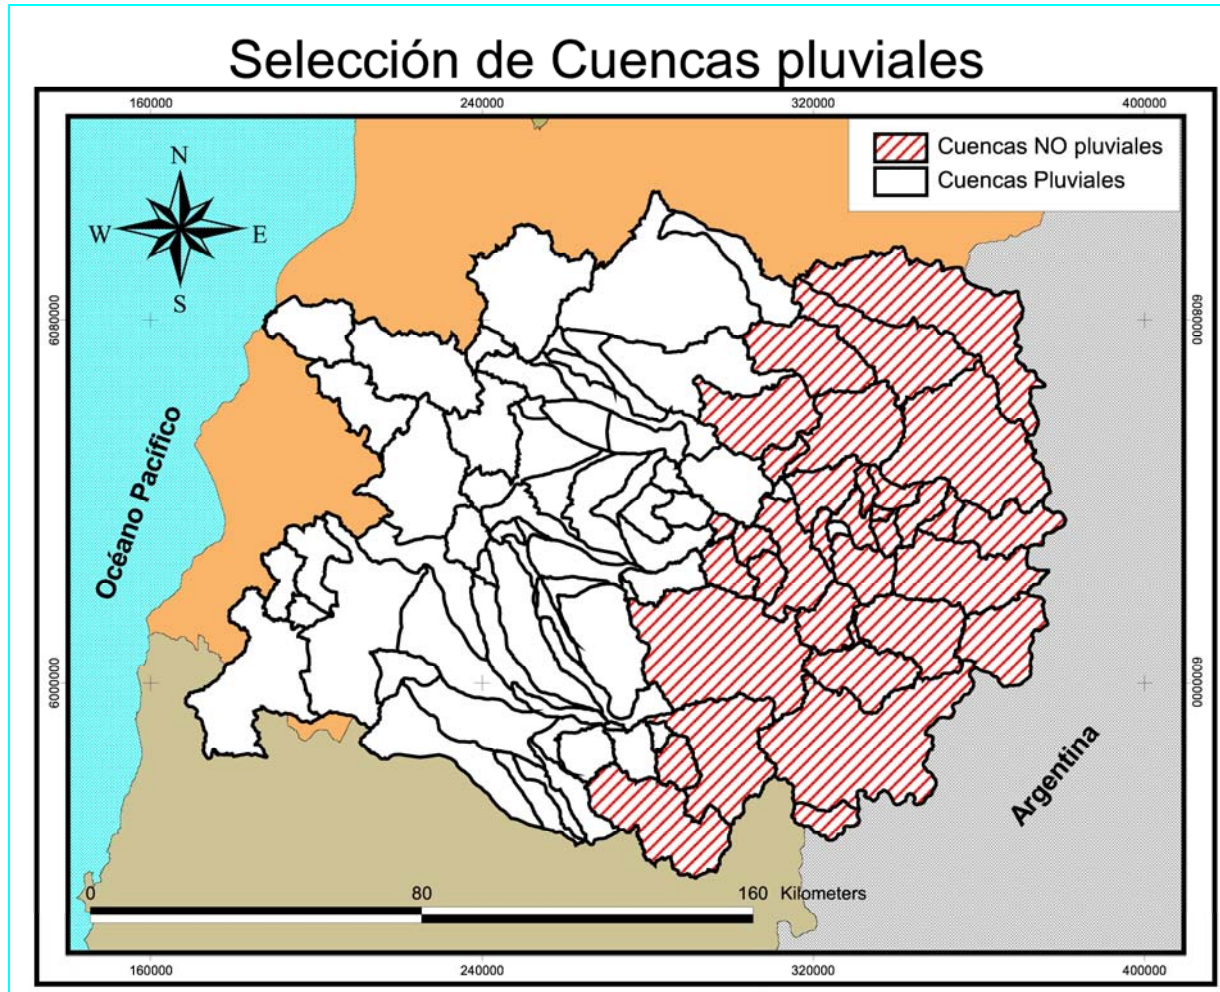 Selección de Cuencas pluviales
160000 240000 320000 400000
Cuencas NO pluviales
Cuencas Pluviales
N
W E
S
6080000 6080000
Océano Pacífico
6000000 6000000
Argentina
0 80 160 Kilometers
160000 240000 320000 400000